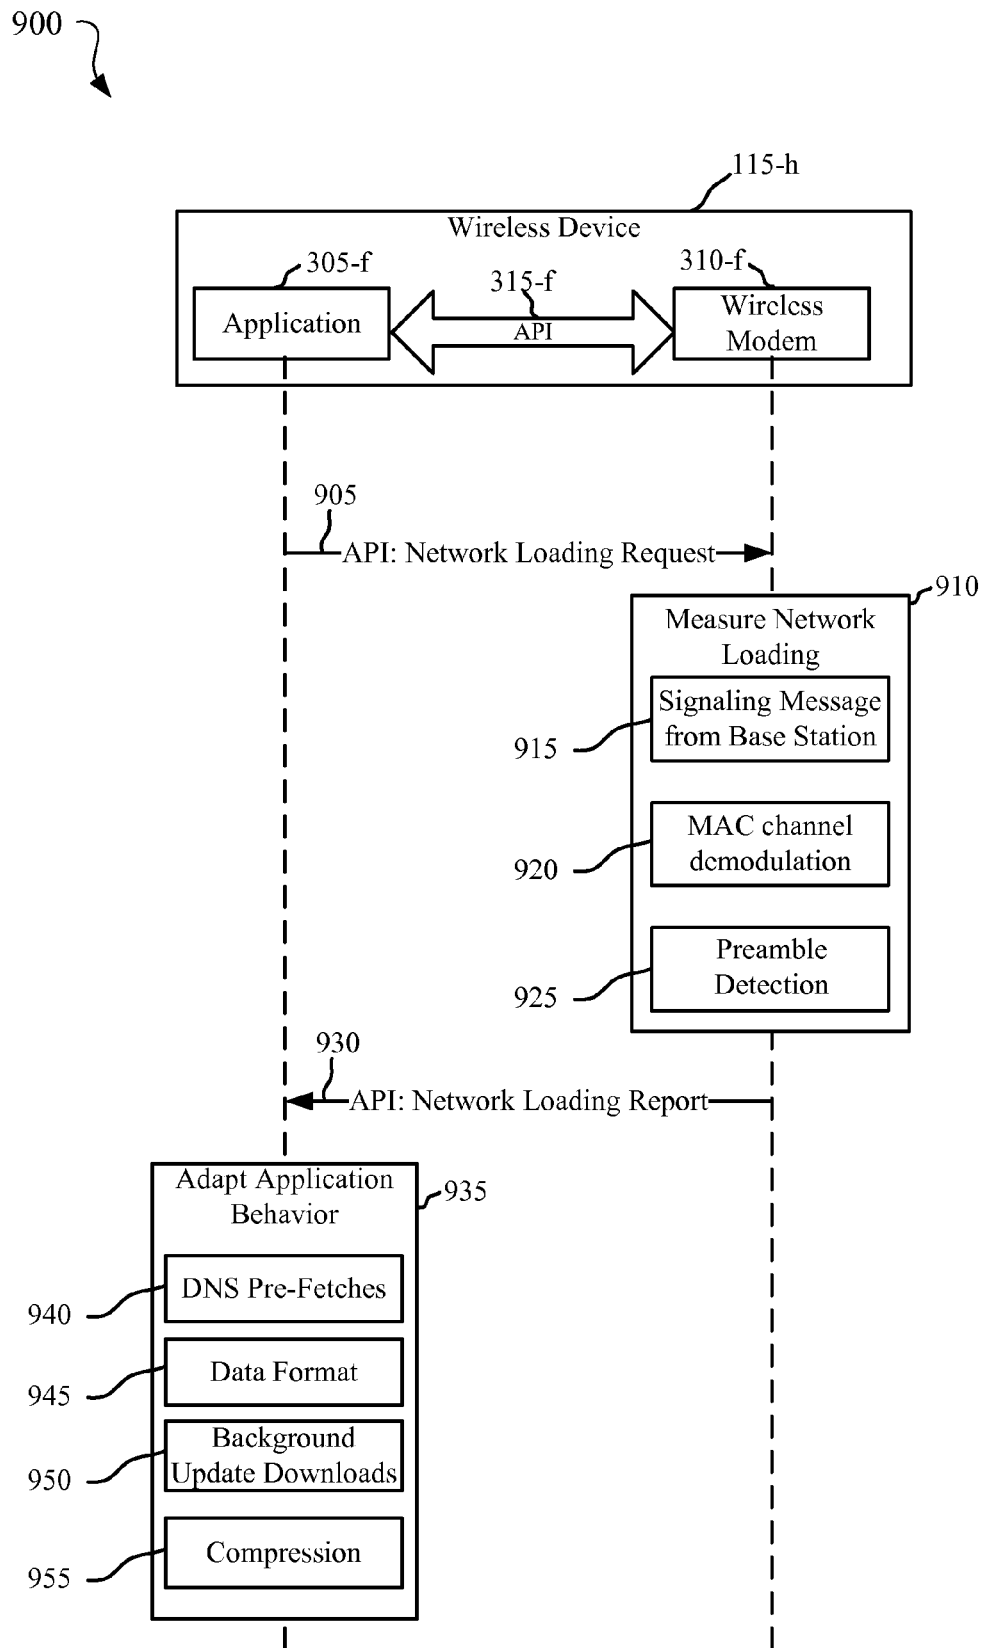 900
115-h
Wireless Device
305-f
315-f
310-f
Application
API
Wireless
Modem
905
API: Network Loading Request
910
Measure Network
Loading
Signaling Message
from Base Station
915
MAC channel
demodulation
920
Preamble
Detection
925
930
API: Network Loading Report
Adapt Application
Behavior
935
DNS Pre-Fetches
940
Data Format
945
Background
Update Downloads
950
Compression
955